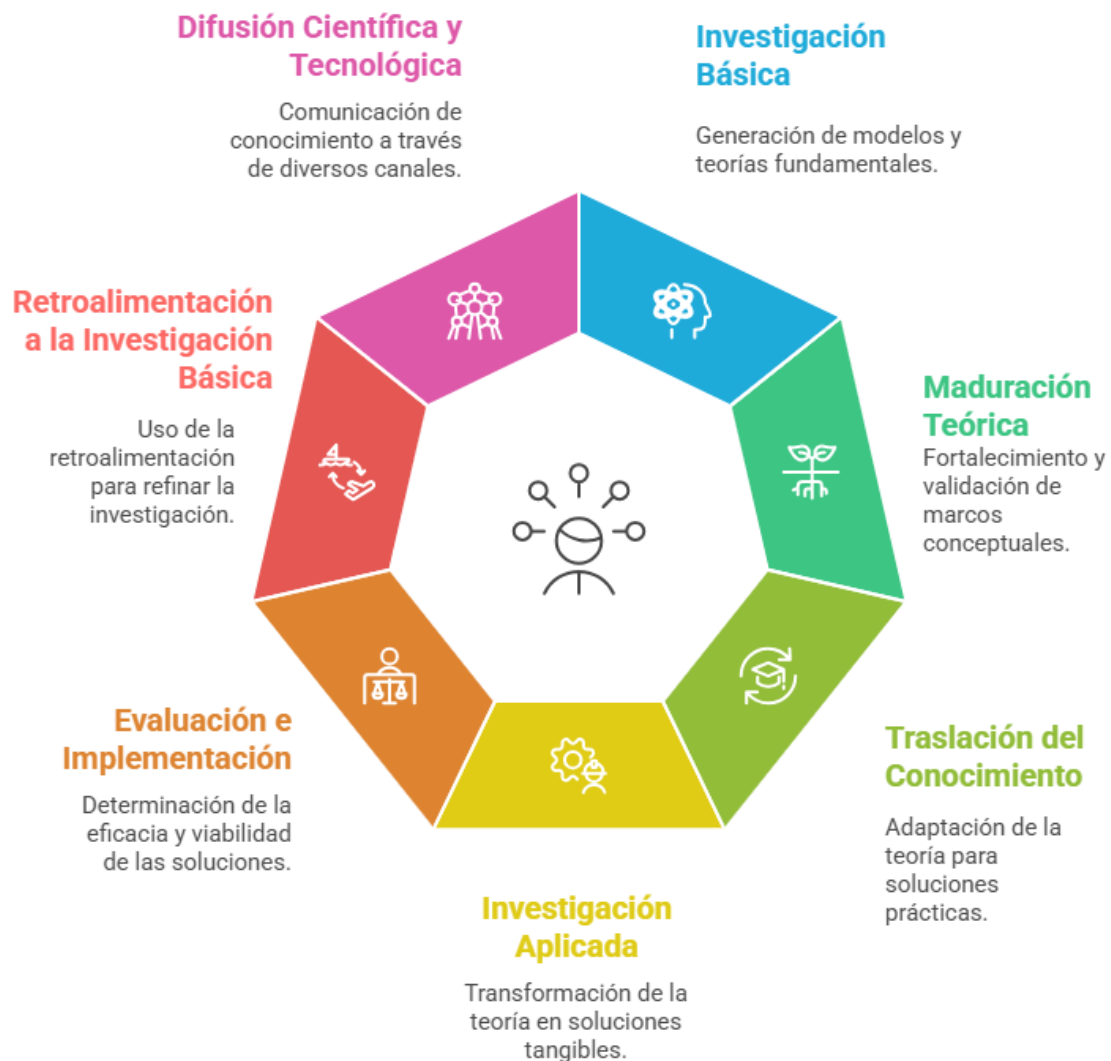 Difusión Científica y
Tecnológica
Comunicación de
conocimiento a través
de diversos canales.
Investigación
Básica
Generación de modelos y
teorías fundamentales.
Retroalimentación
a la Investigación
Básica
Uso de la
retroalimentación
para refinar la
investigación.
Maduración
Teórica
Fortalecimiento y
validación de
marcos
conceptuales.
Evaluación e
Implementación
Determinación de la
eficacia y viabilidad
de las soluciones.
Traslación del
Conocimiento
Adaptación de la
teoría para
soluciones
prácticas.
Investigación
Aplicada
Transformación de la
teoría en soluciones
tangibles.